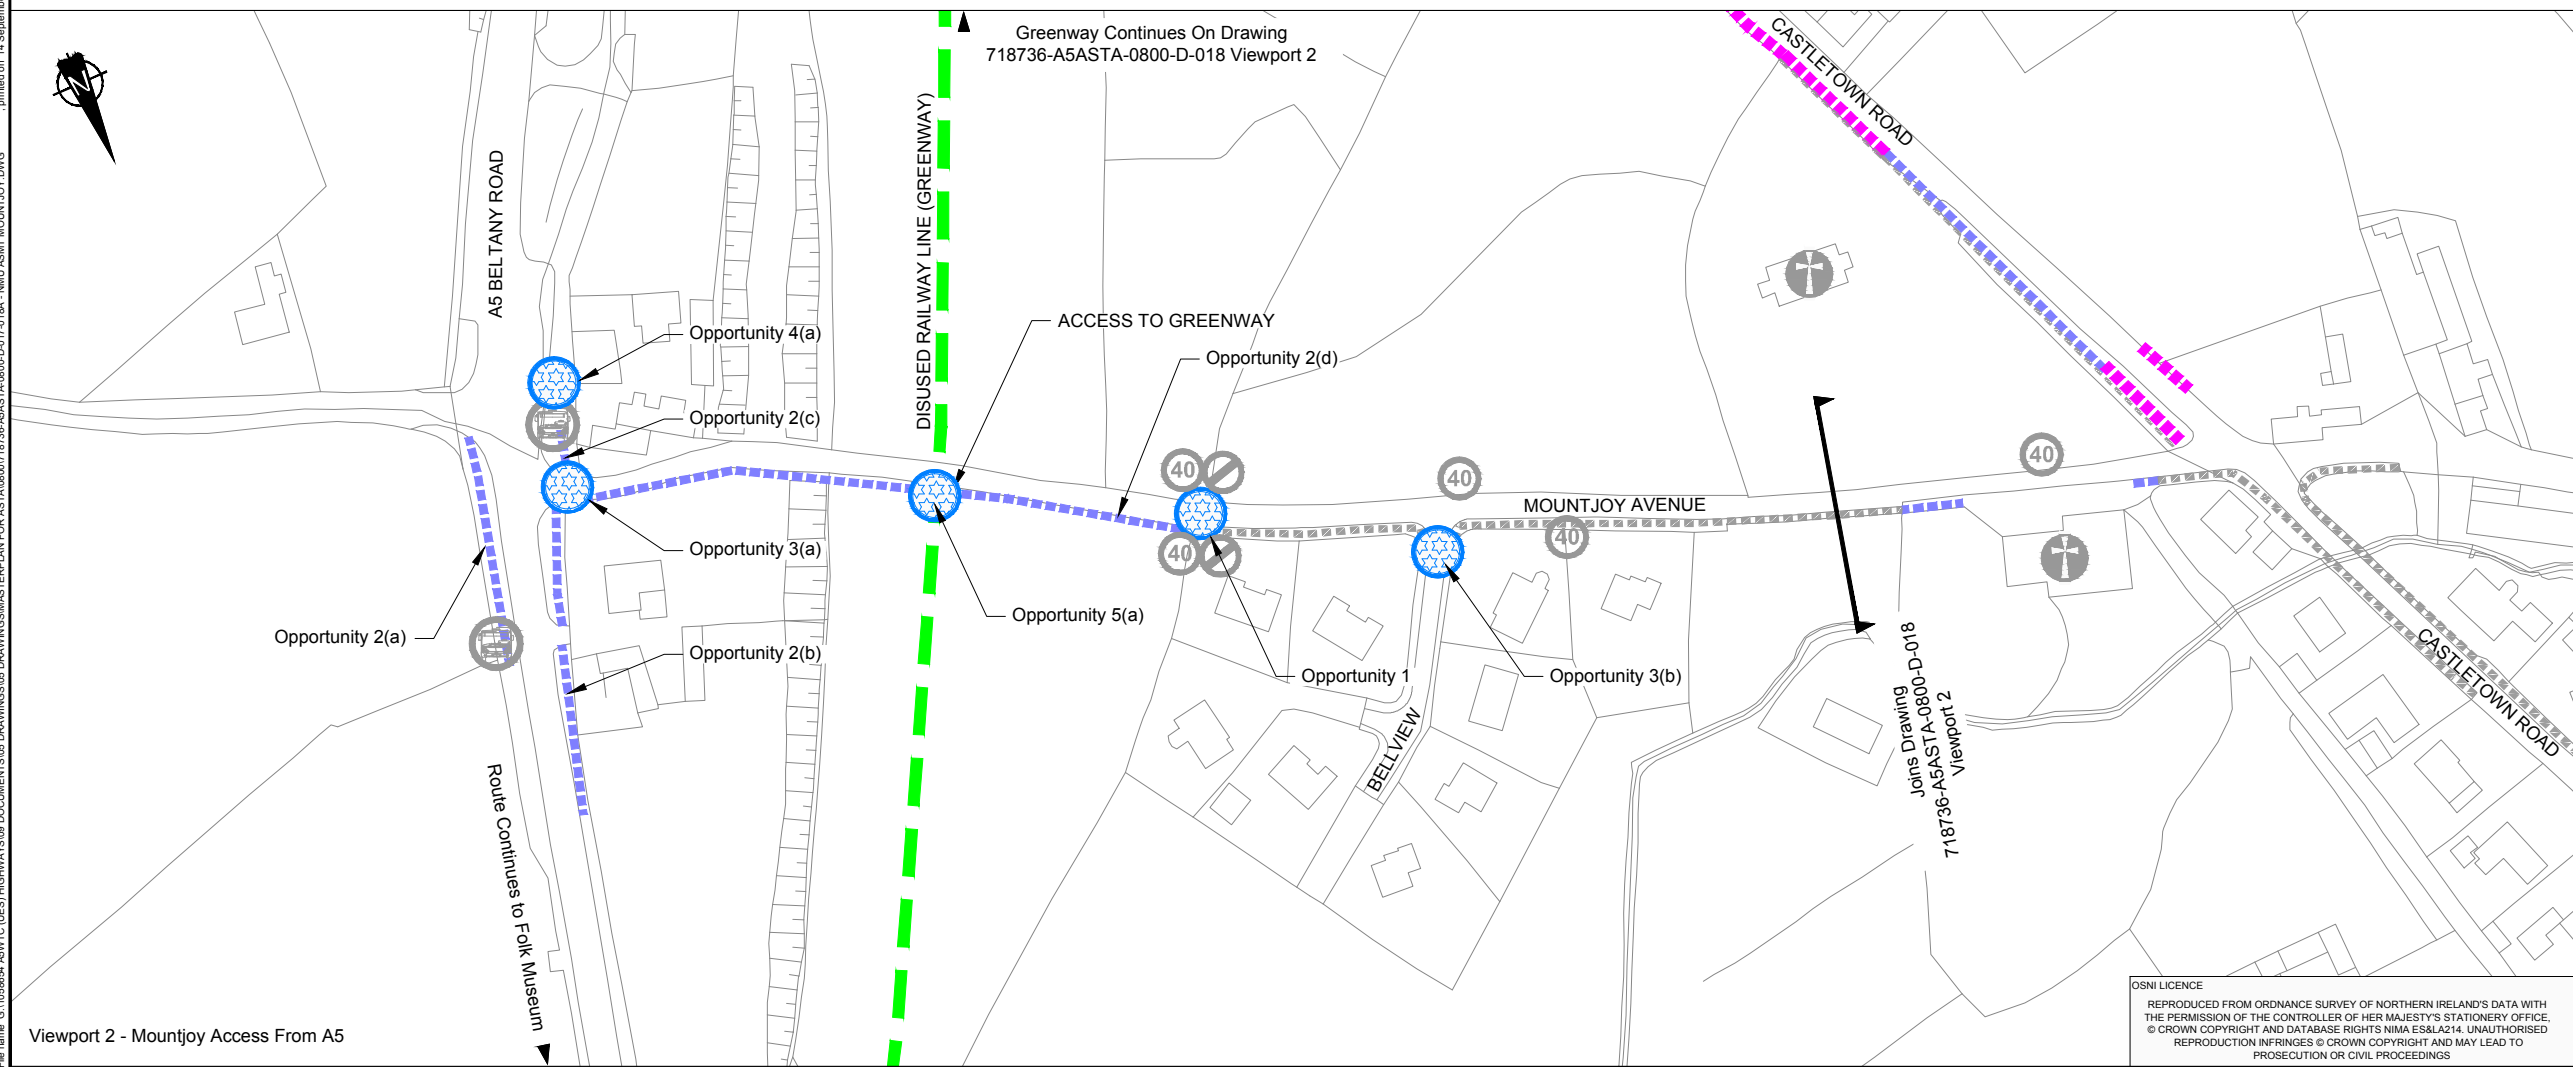 Greenway Continues On Drawing
718736-A5ASTA-0800-D-018 Viewport 2
CASTLETOWN ROAD
N
A5 BELTANY ROAD
DISUSED RAILWAY LINE (GREENWAY)
ACCESS TO GREENWAY
Opportunity 4(a)
Opportunity 2(d)
Opportunity 2(c)
40
40
40
MOUNTJOY AVENUE
Opportunity 3(a)
40
40
Opportunity 5(a)
Opportunity 2(a)
Opportunity 2(b)
Opportunity 1
Opportunity 3(b)
BELLVIEW
Joins Drawing
718736-A5ASTA-0800-D-018
Viewport 2
CASTLETOWN ROAD
Route Continues to Folk Museum
Viewport 2 - Mountjoy Access From A5
OSNI LICENCE
REPRODUCED FROM ORDNANCE SURVEY OF NORTHERN IRELAND'S DATA WITH
THE PERMISSION OF THE CONTROLLER OF HER MAJESTY'S STATIONERY OFFICE,
© CROWN COPYRIGHT AND DATABASE RIGHTS NIMA ES&LA214. UNAUTHORISED
REPRODUCTION INFRINGES © CROWN COPYRIGHT AND MAY LEAD TO
PROSECUTION OR CIVIL PROCEEDINGS